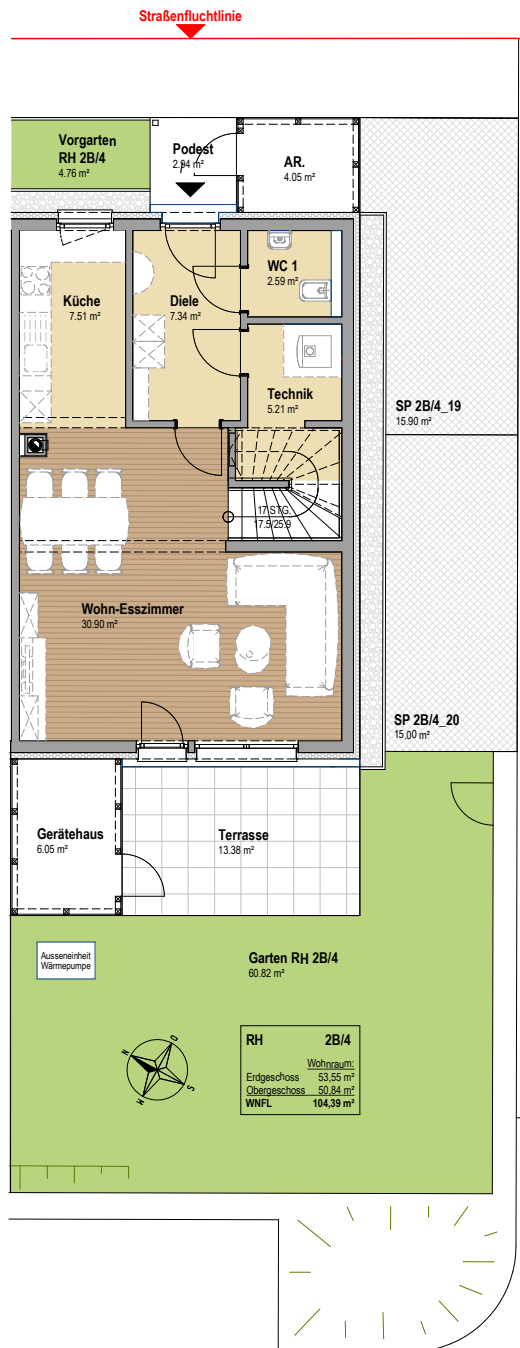 Straßenfluchtlinie
Vorgarten
RH 2B/4
4.76 m²
Podest
2.94 m²
AR.
4.05 m²
Küche
7.51 m²
Diele
7.34 m²
WC 1
2.59 m²
Technik
5.21 m²
SP 2B/4_19
15.90 m²
17 STG.
17.5/25.9
Wohn-Esszimmer
30.90 m²
SP 2B/4_20
15.00 m²
Gerätehaus
6.05 m²
Terrasse
13.38 m²
Ausseneinheit
Wärmepumpe
Garten RH 2B/4
60.82 m²
N
O
S
W
RH 2B/4
Wohnraum:
Erdgeschoss 53,55 m²
Obergeschoss 50,84 m²
WNFL 104,39 m²